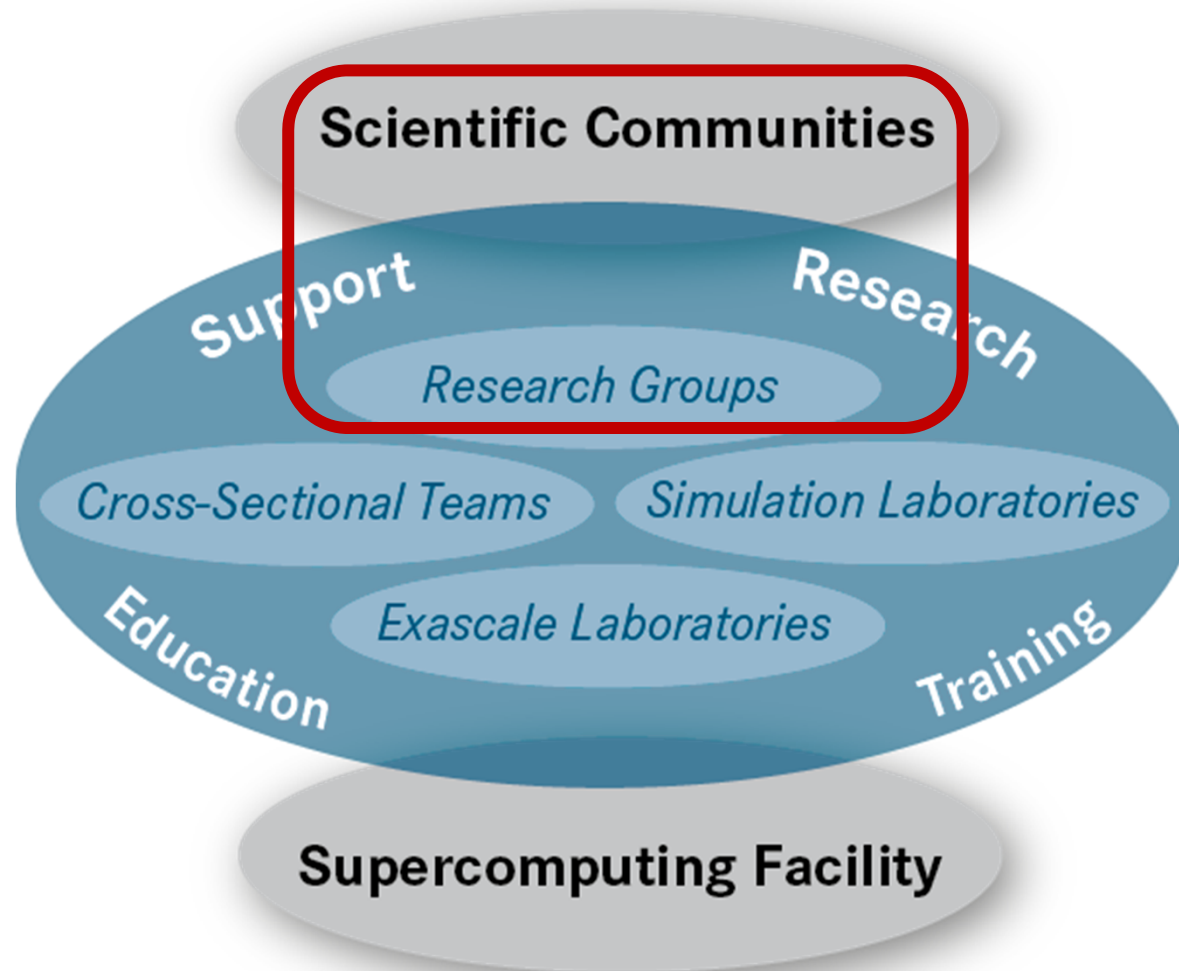 Scientific Communities
Support
Research
Research Groups
Cross-Sectional Teams
Simulation Laboratories
Exascale Laboratories
Education
Training
Supercomputing Facility